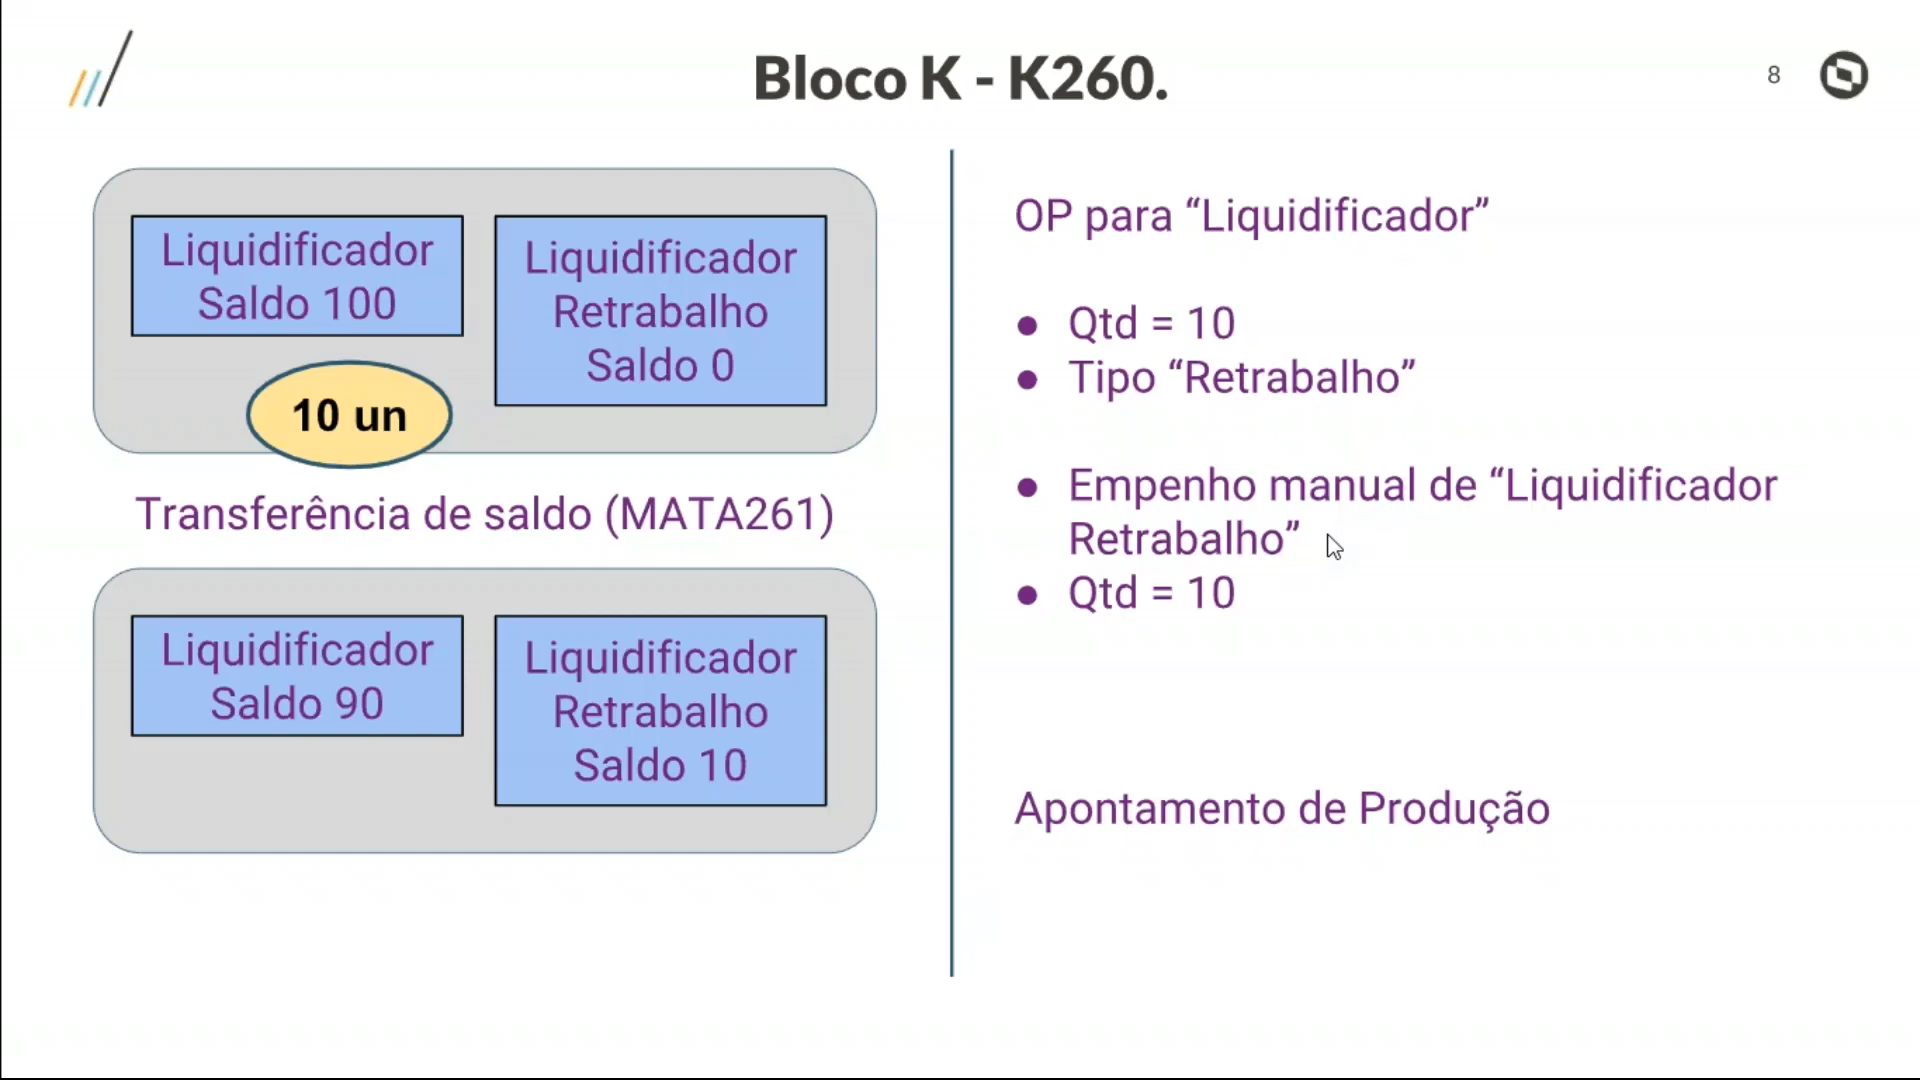 Bloco K - K260.
8
Liquidificador
Saldo 100
Liquidificador
Retrabalho
Saldo 0
10 un
Transferência de saldo (MATA261)
Liquidificador
Saldo 90
Liquidificador
Retrabalho
Saldo 10
OP para “Liquidificador”
● Qtd = 10
● Tipo “Retrabalho”
● Empenho manual de “Liquidificador
Retrabalho”
● Qtd = 10
Apontamento de Produção